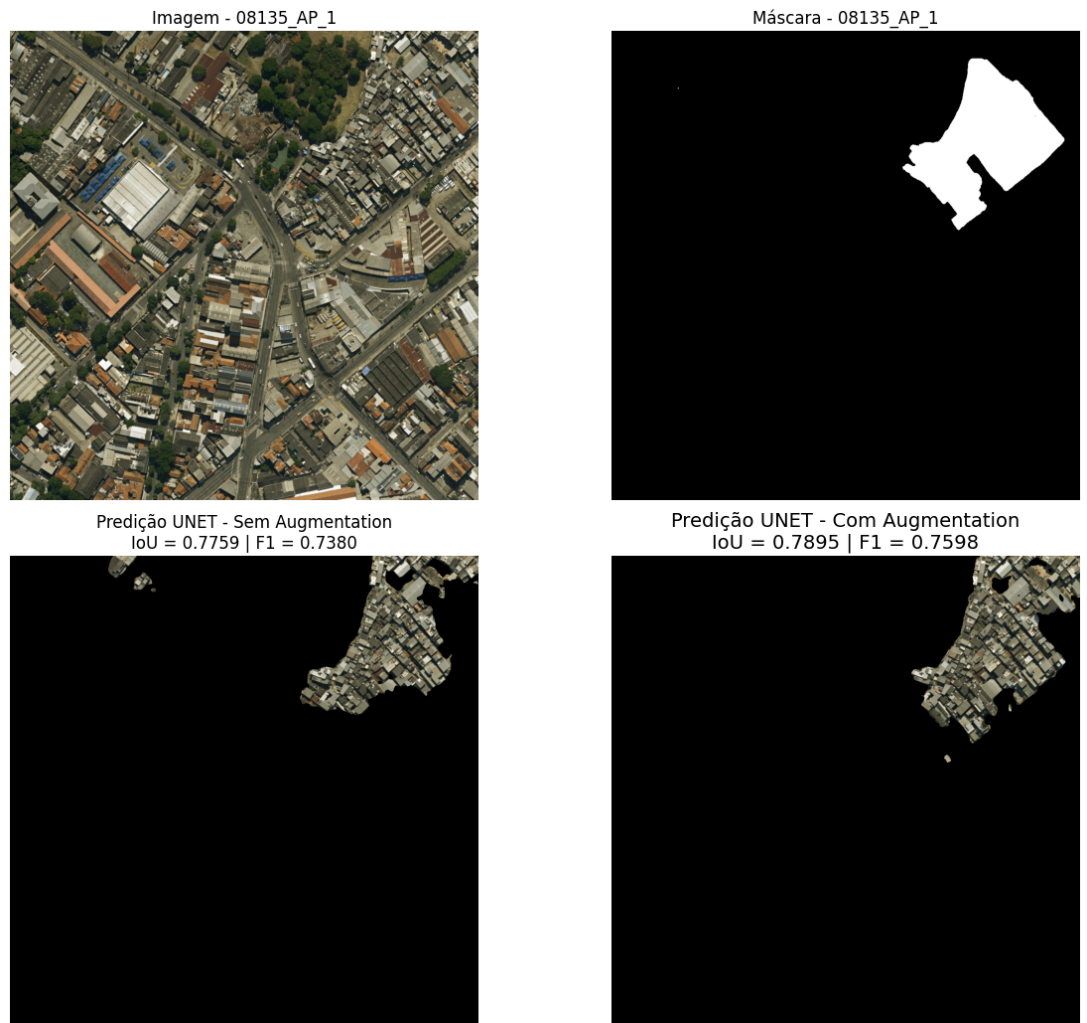 Imagem - 08135_AP_1
Máscara - 08135_AP_1
Predição UNET - Sem Augmentation
IoU = 0.7759 | F1 = 0.7380
Predição UNET - Com Augmentation
IoU = 0.7895 | F1 = 0.7598